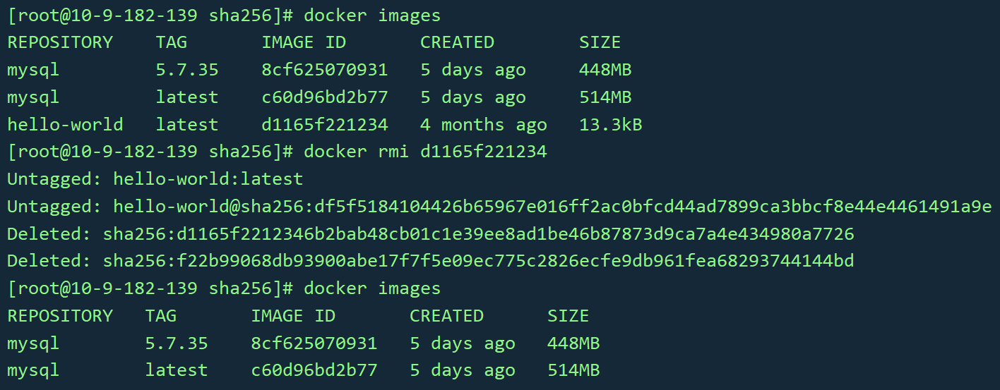 [root@10-9-182-139 sha256]# docker images
REPOSITORY    TAG       IMAGE ID       CREATED        SIZE
mysql         5.7.35    8cf625070931   5 days ago     448MB
mysql         latest    c60d96bd2b77   5 days ago     514MB
hello-world   latest    d1165f221234   4 months ago   13.3kB
[root@10-9-182-139 sha256]# docker rmi d1165f221234
Untagged: hello-world:latest
Untagged: hello-world@sha256:df5f5184104426b65967e016ff2ac0bfcd44ad7899ca3bbcf8e44e4461491a9e
Deleted: sha256:d1165f2212346b2bab48cb01c1e39ee8ad1be46b87873d9ca7a4e434980a7726
Deleted: sha256:f22b99068db93900abe17f7f5e09ec775c2826ecfe9db961fea68293744144bd
[root@10-9-182-139 sha256]# docker images
REPOSITORY   TAG       IMAGE ID       CREATED      SIZE
mysql        5.7.35    8cf625070931   5 days ago   448MB
mysql        latest    c60d96bd2b77   5 days ago   514MB